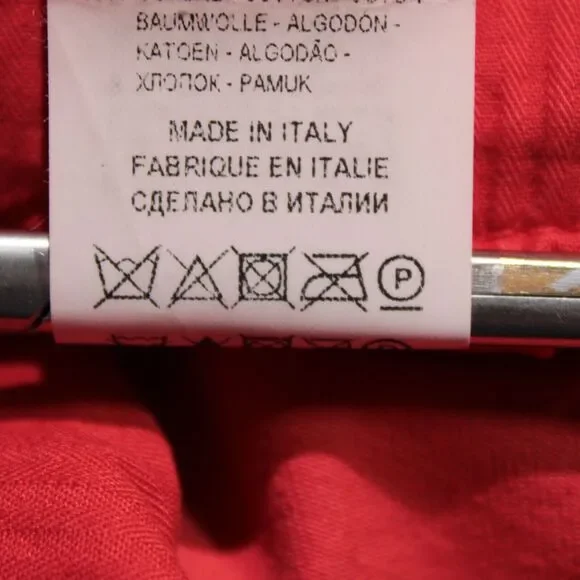 BAUMWOLLE - ALGODÓN -
KATOEN - ALGODÃO -
ХЛОПОК - PAMUK
MADE IN ITALY
FABRIQUE EN ITALIE
СДЕЛАНО В ИТАЛИИ
P